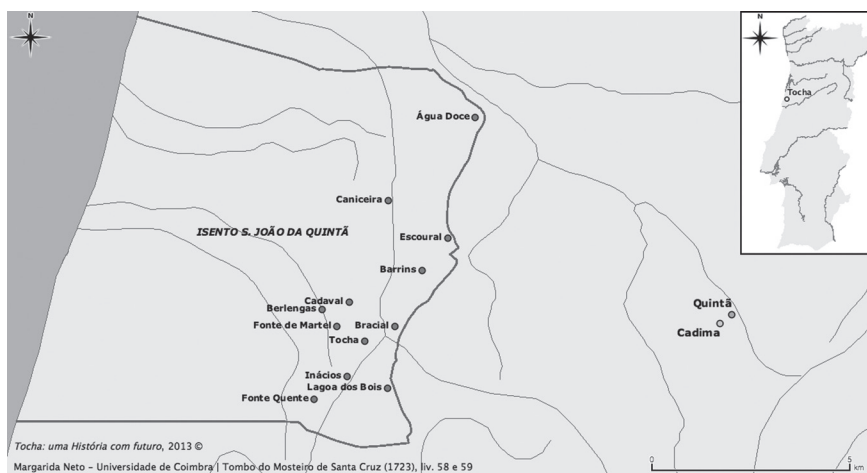 N
N
Tocha
Água Doce
Caniceira
ISENTO S. JOÃO DA QUINTÃ
Escoural
Barrins
Cadaval
Berlengas
Quintã
Fonte de Martel
Bracial
Cadima
Tocha
Inácios
Lagoa dos Bois
Fonte Quente
Tocha: uma História com futuro, 2013 ©
0 5
km
Margarida Neto - Universidade de Coimbra | Tombo do Mosteiro de Santa Cruz (1723), liv. 58 e 59